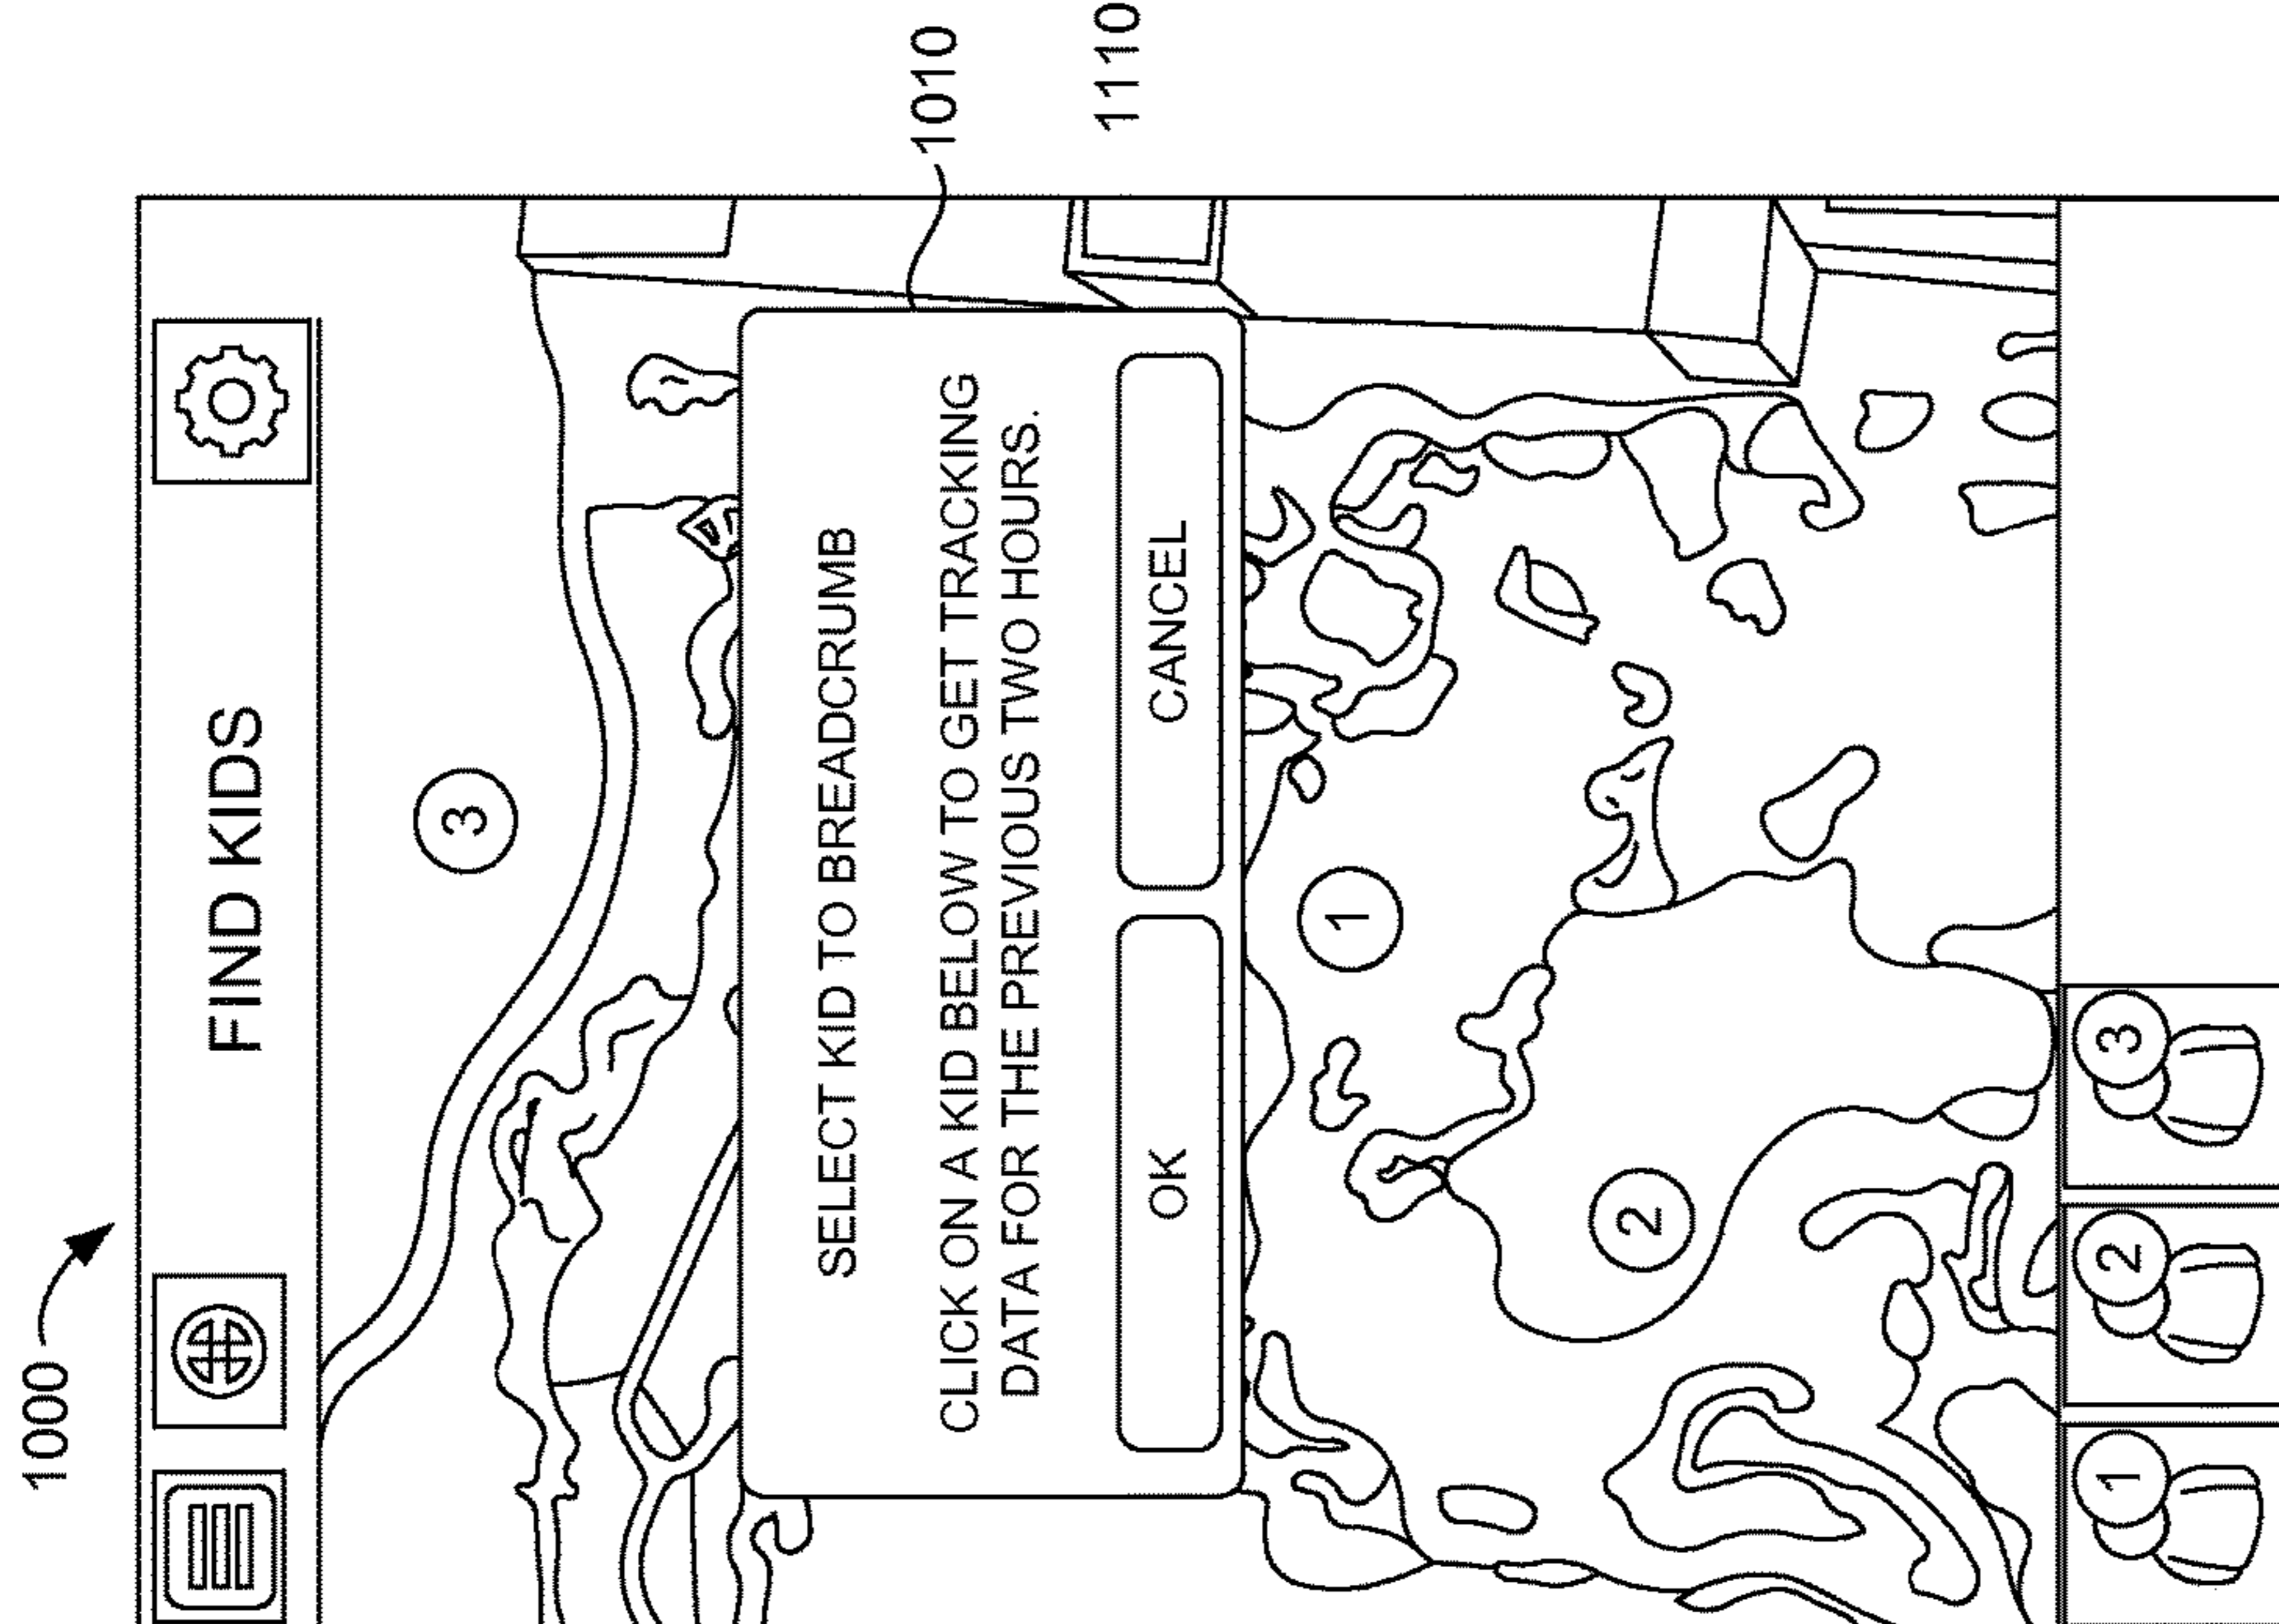 1000
FIND KIDS
3
SELECT KID TO BREADCRUMB
1010
CLICK ON A KID BELOW TO GET TRACKING
DATA FOR THE PREVIOUS TWO HOURS.
1110
OK CANCEL
1
2
1 2 3